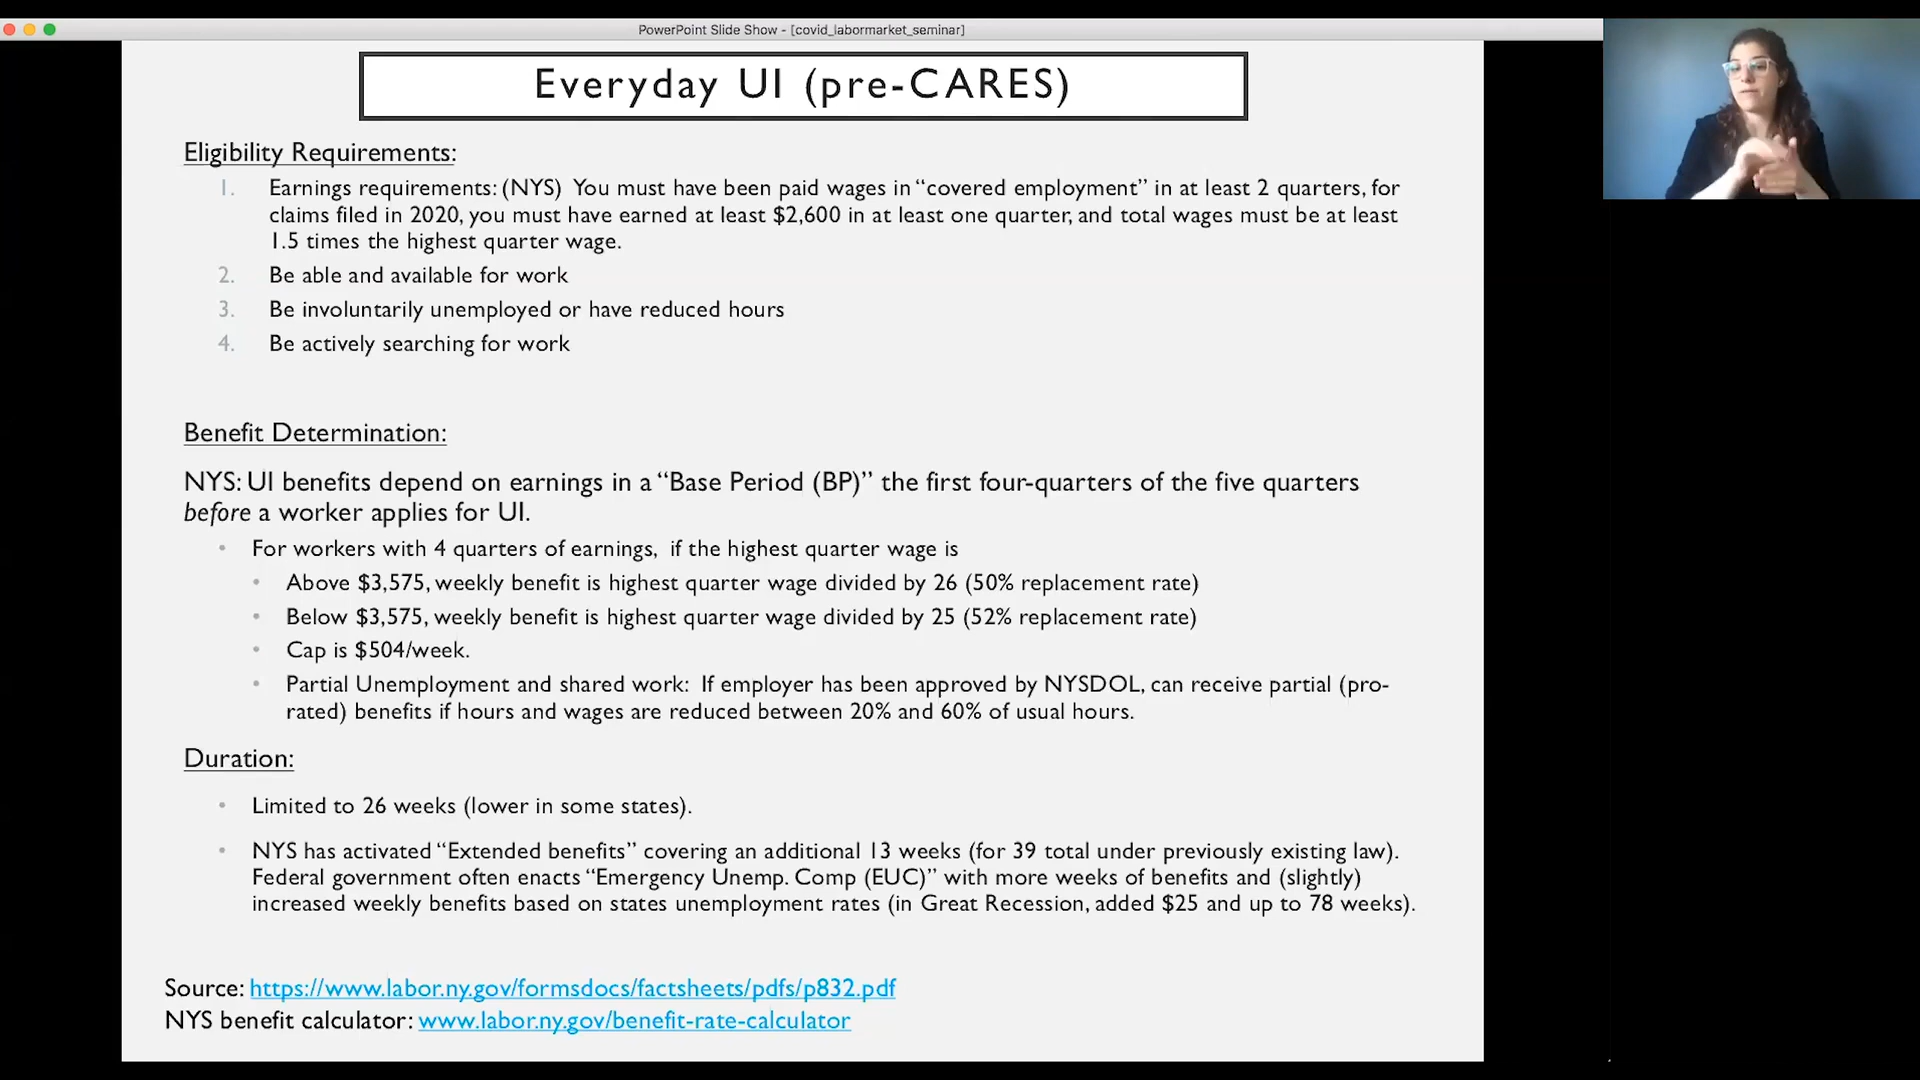 PowerPoint Slide Show - [covid_labormarket_seminar]
Everyday UI (pre-CARES)
Eligibility Requirements:
1. Earnings requirements: (NYS) You must have been paid wages in “covered employment” in at least 2 quarters, for
claims filed in 2020, you must have earned at least $2,600 in at least one quarter, and total wages must be at least
1.5 times the highest quarter wage.
2. Be able and available for work
3. Be involuntarily unemployed or have reduced hours
4. Be actively searching for work
Benefit Determination:
NYS: UI benefits depend on earnings in a “Base Period (BP)” the first four-quarters of the five quarters
before a worker applies for UI.
• For workers with 4 quarters of earnings, if the highest quarter wage is
• Above $3,575, weekly benefit is highest quarter wage divided by 26 (50% replacement rate)
• Below $3,575, weekly benefit is highest quarter wage divided by 25 (52% replacement rate)
• Cap is $504/week.
• Partial Unemployment and shared work: If employer has been approved by NYSDOL, can receive partial (pro-
rated) benefits if hours and wages are reduced between 20% and 60% of usual hours.
Duration:
• Limited to 26 weeks (lower in some states).
• NYS has activated “Extended benefits” covering an additional 13 weeks (for 39 total under previously existing law).
Federal government often enacts “Emergency Unemp. Comp (EUC)” with more weeks of benefits and (slightly)
increased weekly benefits based on states unemployment rates (in Great Recession, added $25 and up to 78 weeks).
Source: https://www.labor.ny.gov/formsdocs/factsheets/pdfs/p832.pdf
NYS benefit calculator: www.labor.ny.gov/benefit-rate-calculator